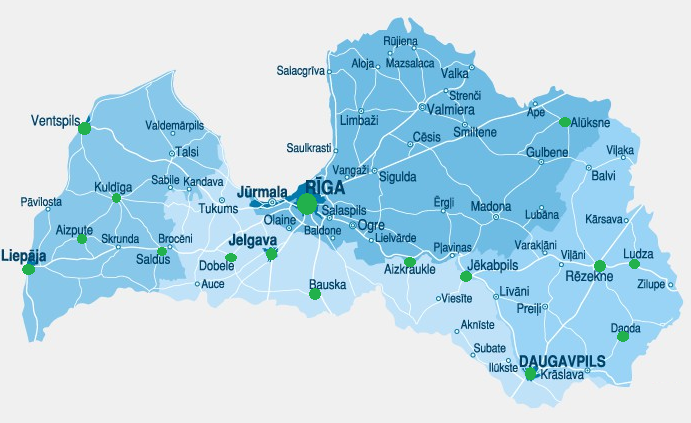 Rūjiena
Aloja
Mazsalaca
Salacgrīva
Valka
Strenči
Ape
Valmiera
Ventspils
Limbaži
Alūksne
Valdemārpils
Smiltene
Cēsis
Saulkrasti
Talsi
Gulbene
Viļaka
Vangaži
Sigulda
Balvi
Sabile
Kandava
Kuldīga
RĪGA
Jūrmala
Pāvilosta
Tukums
Salaspils
Ērgļi
Madona
Lubāna
Olaine
Ogre
Kārsava
Aizpute
Baldone
Skrunda
Brocēni
Jelgava
Lielvārde
Varakļāni
Pļaviņas
Viļāni
Ludza
Liepāja
Saldus
Dobele
Aizkraukle
Jēkabpils
Rēzekne
Auce
Bauska
Zilupe
Viesīte
Līvāni
Preiļi
Aknīste
Dagda
Subate
Ilūkste
DAUGAVPILS
Krāslava